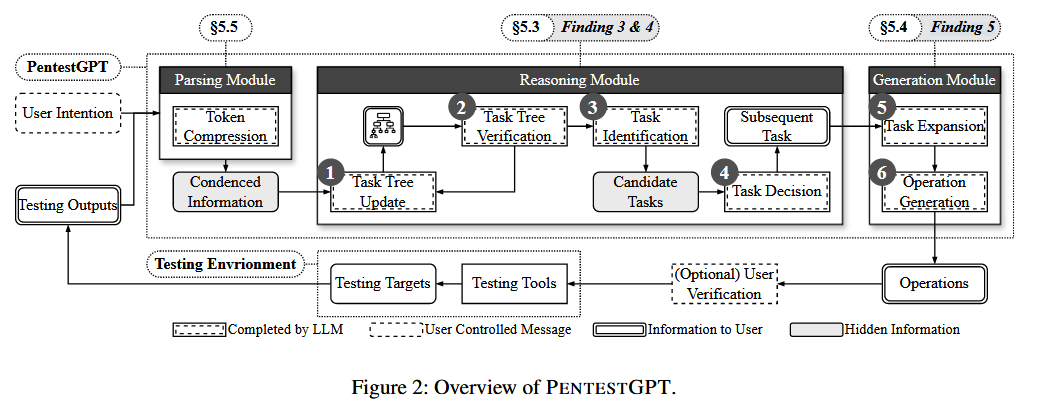 §5.5
§5.3 Finding 3 & 4
§5.4 Finding 5
PentestGPT
Parsing Module
Reasoning Module
Generation Module
User Intention
Token
Compression
2
Task Tree
Verification
3
Task
Identification
Subsequent
Task
5
Task Expansion
Condenced
Information
1
Task Tree
Update
Candidate
Tasks
4
Task Decision
6
Operation
Generation
Testing Outputs
Testing Envrionment
Testing Targets
Testing Tools
(Optional) User
Verification
Operations
Completed by LLM
User Controlled Message
Information to User
Hidden Information
Figure 2: Overview of PENTESTGPT.